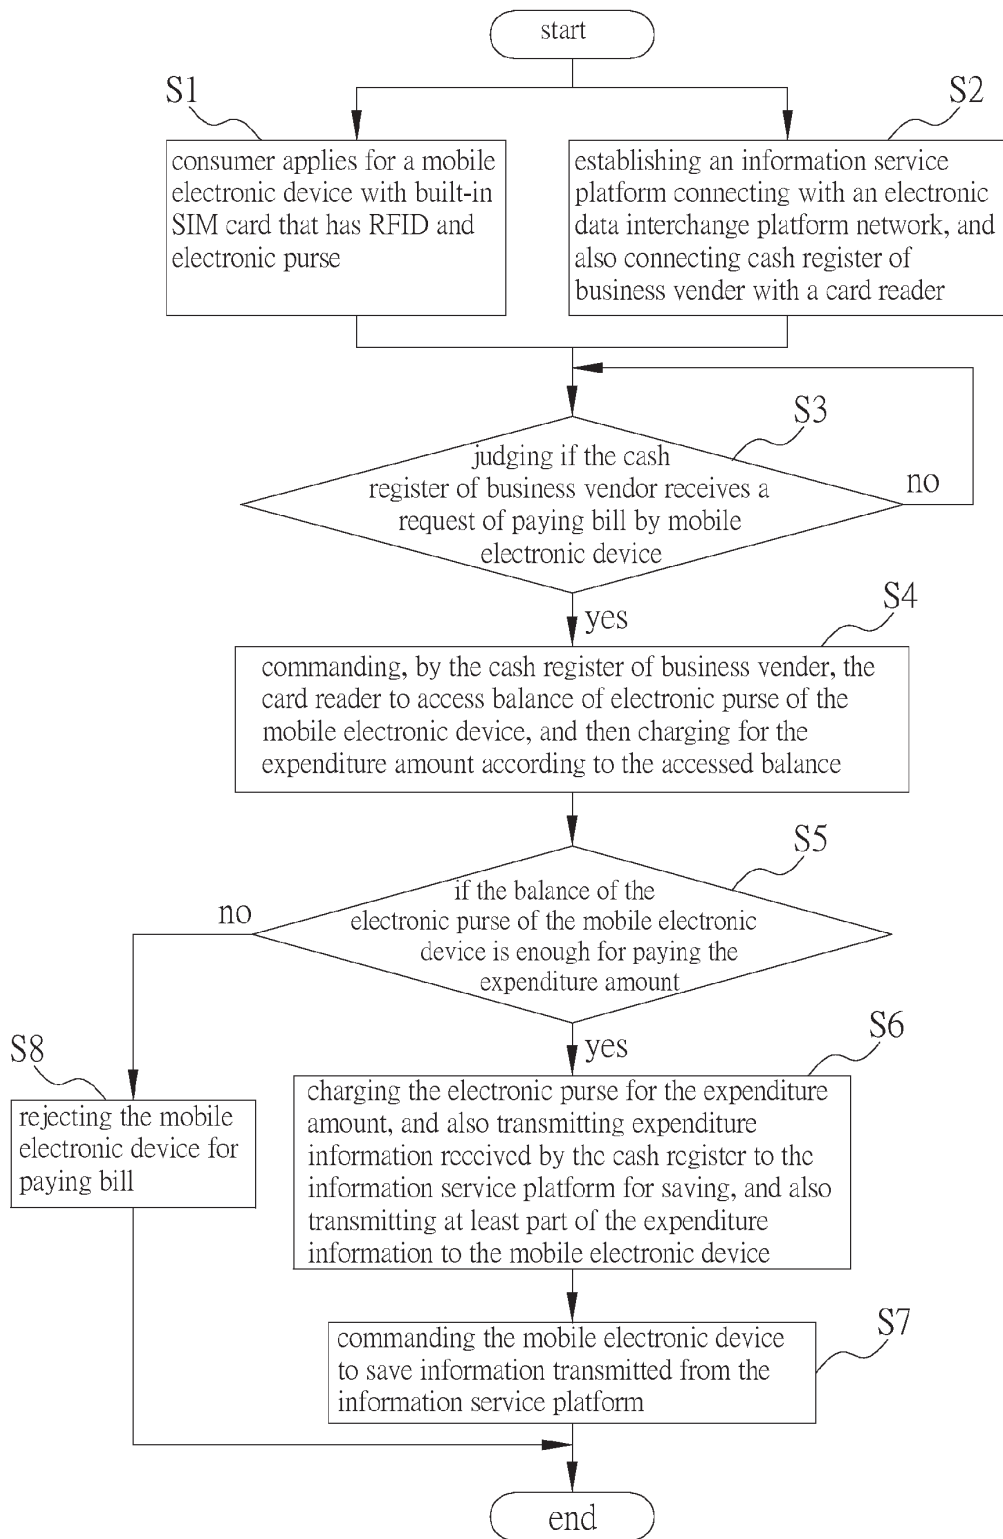 start
S1
S2
consumer applies for a mobile
electronic device with built-in
SIM card that has RFID and
electronic purse
establishing an information service
platform connecting with an electronic
data interchange platform network, and
also connecting cash register of
business vender with a card reader
S3
judging if the cash
register of business vendor receives a
request of paying bill by mobile
electronic device
no
yes
S4
commanding, by the cash register of business vender, the
card reader to access balance of electronic purse of the
mobile electronic device, and then charging for the
expenditure amount according to the accessed balance
S5
if the balance of the
electronic purse of the mobile electronic
device is enough for paying the
expenditure amount
no
yes
S6
charging the electronic purse for the expenditure
amount, and also transmitting expenditure
information received by the cash register to the
information service platform for saving, and also
transmitting at least part of the expenditure
information to the mobile electronic device
S8
rejecting the mobile
electronic device for
paying bill
S7
commanding the mobile electronic device
to save information transmitted from the
information service platform
end